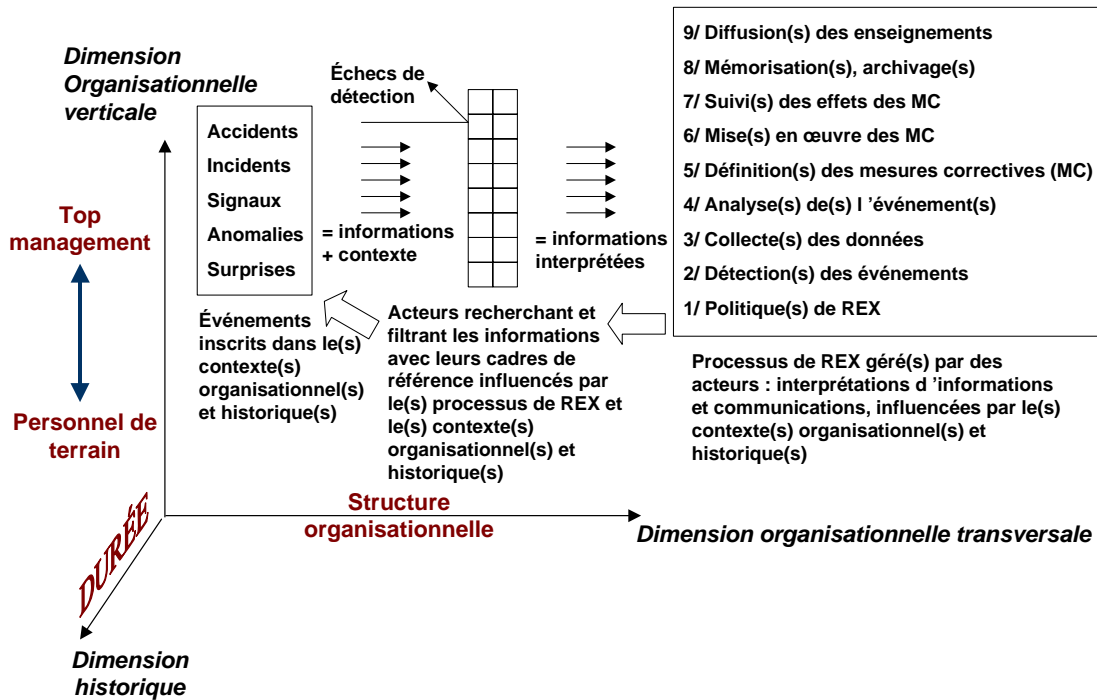 Dimension
Organisationnelle
verticale
Échecs de
détection
Accidents
Incidents
Signaux
Anomalies
Surprises
= informations
+ contexte
= informations
interprétées
9/ Diffusion(s) des enseignements
8/ Mémorisation(s), archivage(s)
7/ Suivi(s) des effets des MC
6/ Mise(s) en œuvre des MC
5/ Définition(s) des mesures correctives (MC)
4/ Analyse(s) de(s) l ’événement(s)
3/ Collecte(s) des données
2/ Détection(s) des événements
1/ Politique(s) de REX
Top
management
Personnel de
terrain
Événements
inscrits dans le(s)
contexte(s)
organisationnel(s)
et historique(s)
Acteurs recherchant et
filtrant les informations
avec leurs cadres de
référence influencés par
le(s) processus de REX et
le(s) contexte(s)
organisationnel(s) et
historique(s)
Processus de REX géré(s) par des
acteurs : interprétations d ’informations
et communications, influencées par le(s)
contexte(s) organisationnel(s) et
historique(s)
Structure
organisationnelle
Dimension organisationnelle transversale
DURÉE
Dimension
historique